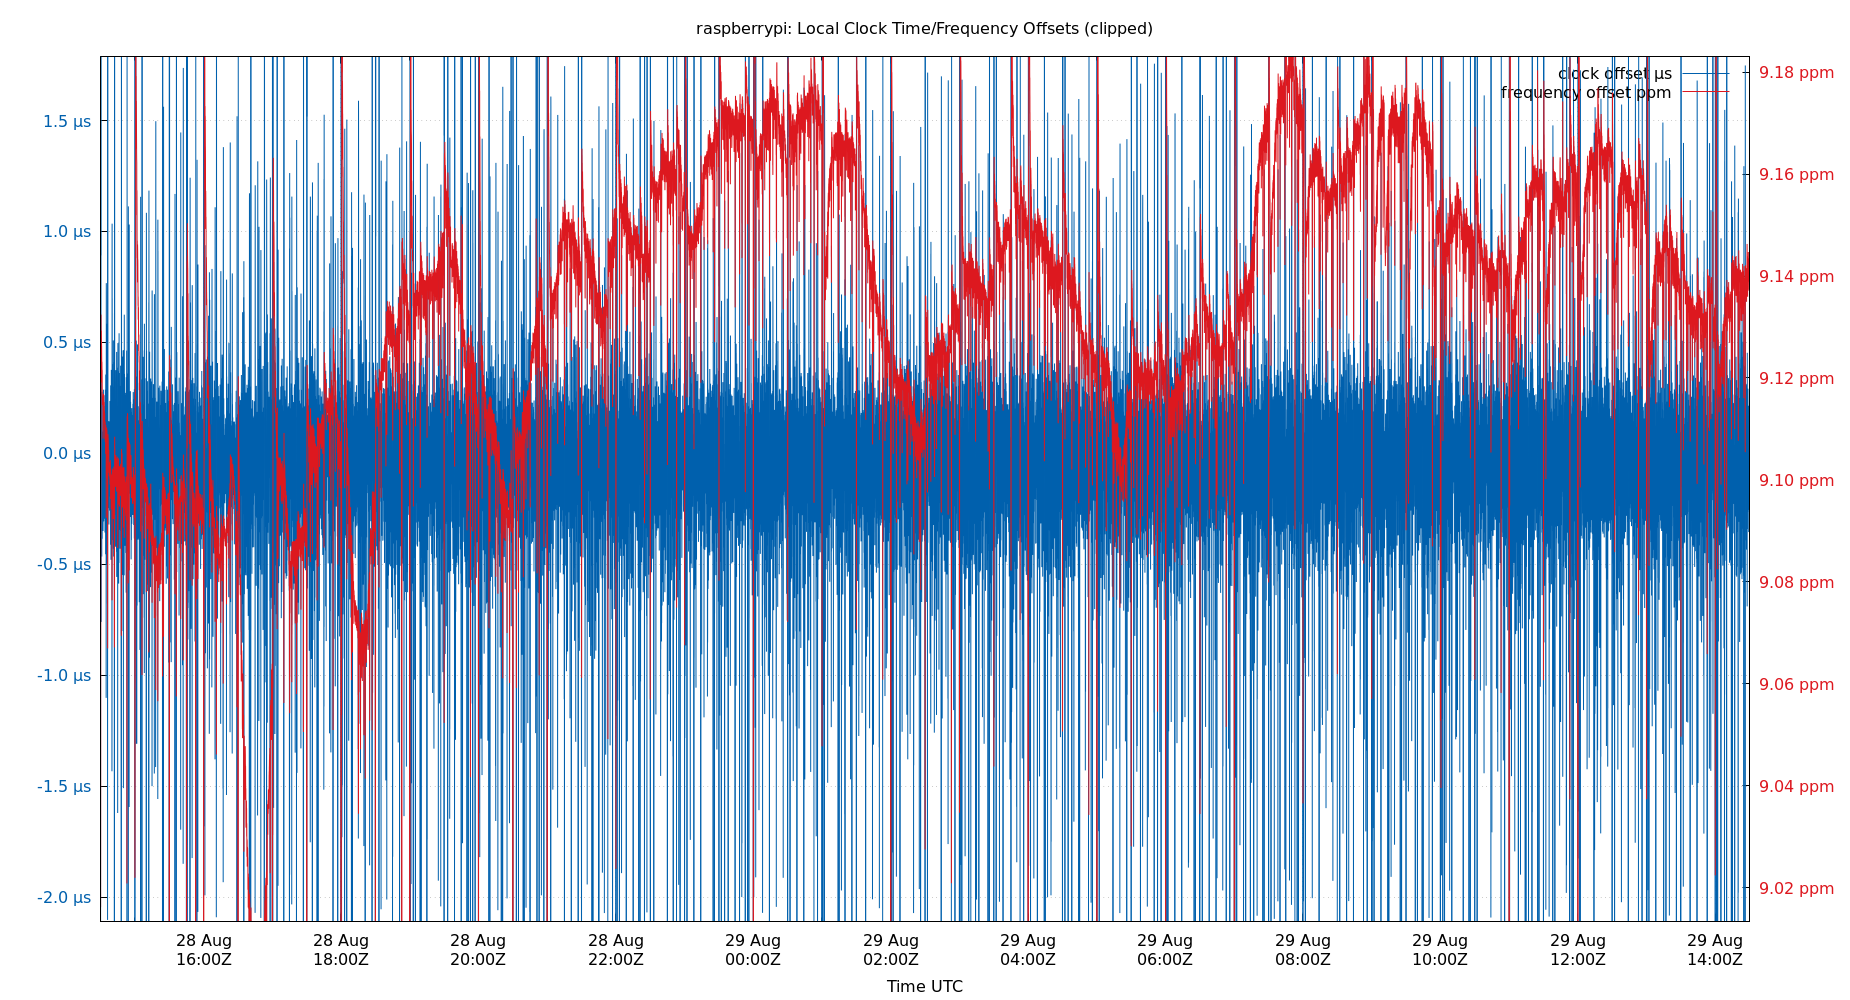 raspberrypi: Local Clock Time/Frequency Offsets (clipped)
clock offset µs
frequency offset ppm
1.5 µs
1.0 µs
0.5 µs
0.0 µs
-0.5 µs
-1.0 µs
-1.5 µs
-2.0 µs
9.18 ppm
9.16 ppm
9.14 ppm
9.12 ppm
9.10 ppm
9.08 ppm
9.06 ppm
9.04 ppm
9.02 ppm
28 Aug 28 Aug 28 Aug 28 Aug 29 Aug 29 Aug 29 Aug 29 Aug 29 Aug 29 Aug 29 Aug 29 Aug
16:00Z 18:00Z 20:00Z 22:00Z 00:00Z 02:00Z 04:00Z 06:00Z 08:00Z 10:00Z 12:00Z 14:00Z
Time UTC